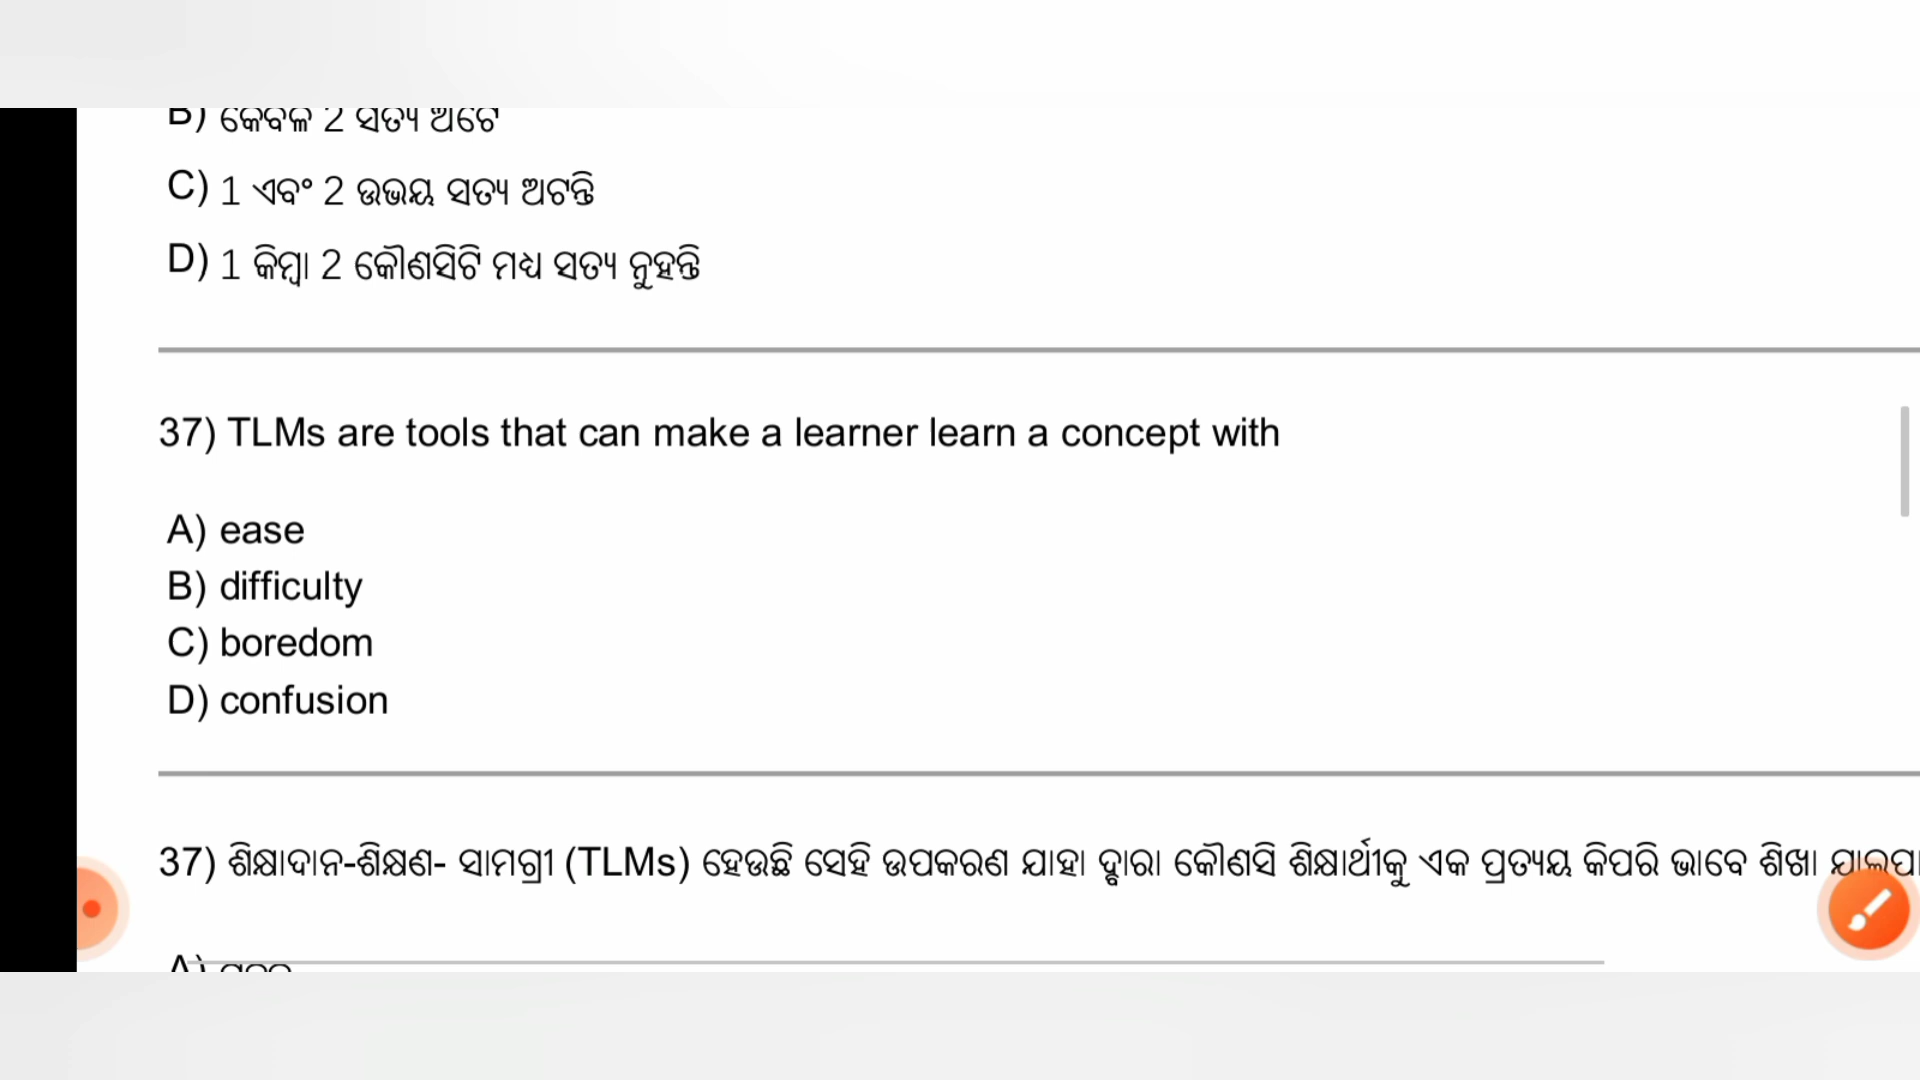 B) କେବଳ 2 ସତ୍ୟ ଅଟେ
C) 1 ଏବଂ 2 ଉଭୟ ସତ୍ୟ ଅଟନ୍ତି
D) 1 କିମ୍ବା 2 କୌଣସିଟି ମଧ୍ୟ ସତ୍ୟ ନୁହନ୍ତି
37) TLMs are tools that can make a learner learn a concept with
A) ease
B) difficulty
C) boredom
D) confusion
37) ଶିକ୍ଷାଦାନ-ଶିକ୍ଷଣ- ସାମଗ୍ରୀ (TLMs) ହେଉଛି ସେହି ଉପକରଣ ଯାହା ଦ୍ବାରା କୌଣସି ଶିକ୍ଷାର୍ଥୀକୁ ଏକ ପ୍ରତ୍ୟୟ କିପରି ଭାବେ ଶିଖା
A)